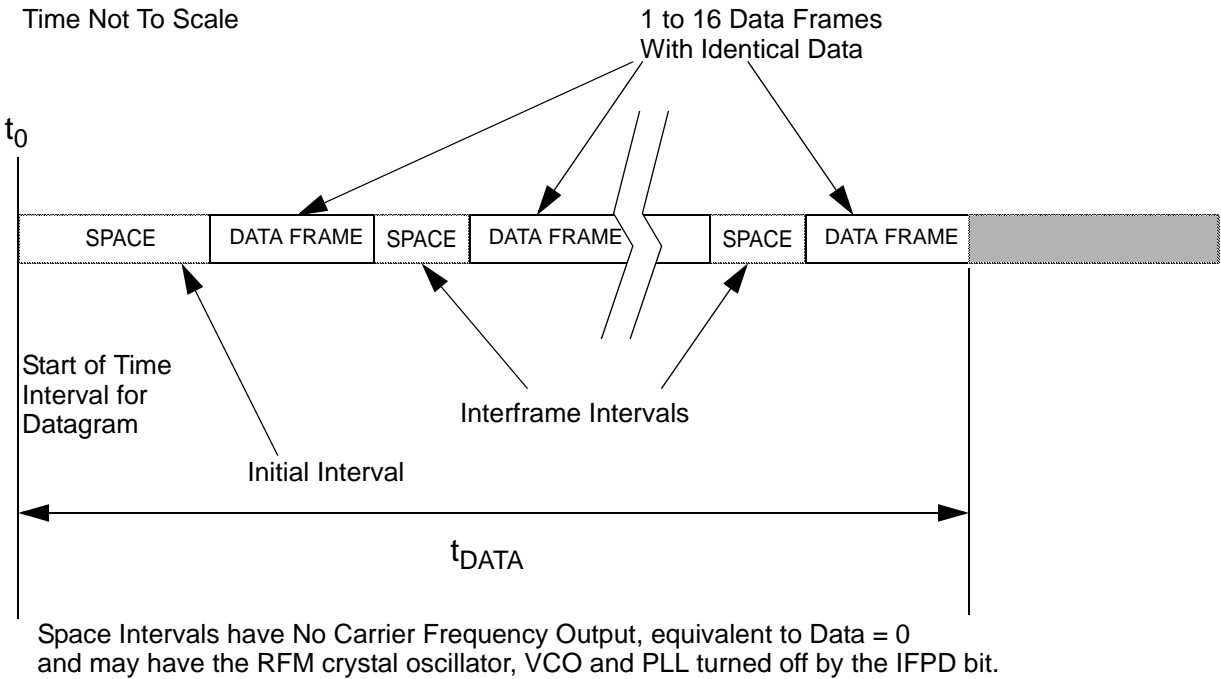 Time Not To Scale
1 to 16 Data Frames
With Identical Data
t0
SPACE
DATA FRAME
SPACE
DATA FRAME
SPACE
DATA FRAME
Start of Time
Interval for
Datagram
Interframe Intervals
Initial Interval
tDATA
Space Intervals have No Carrier Frequency Output, equivalent to Data = 0
and may have the RFM crystal oscillator, VCO and PLL turned off by the IFPD bit.